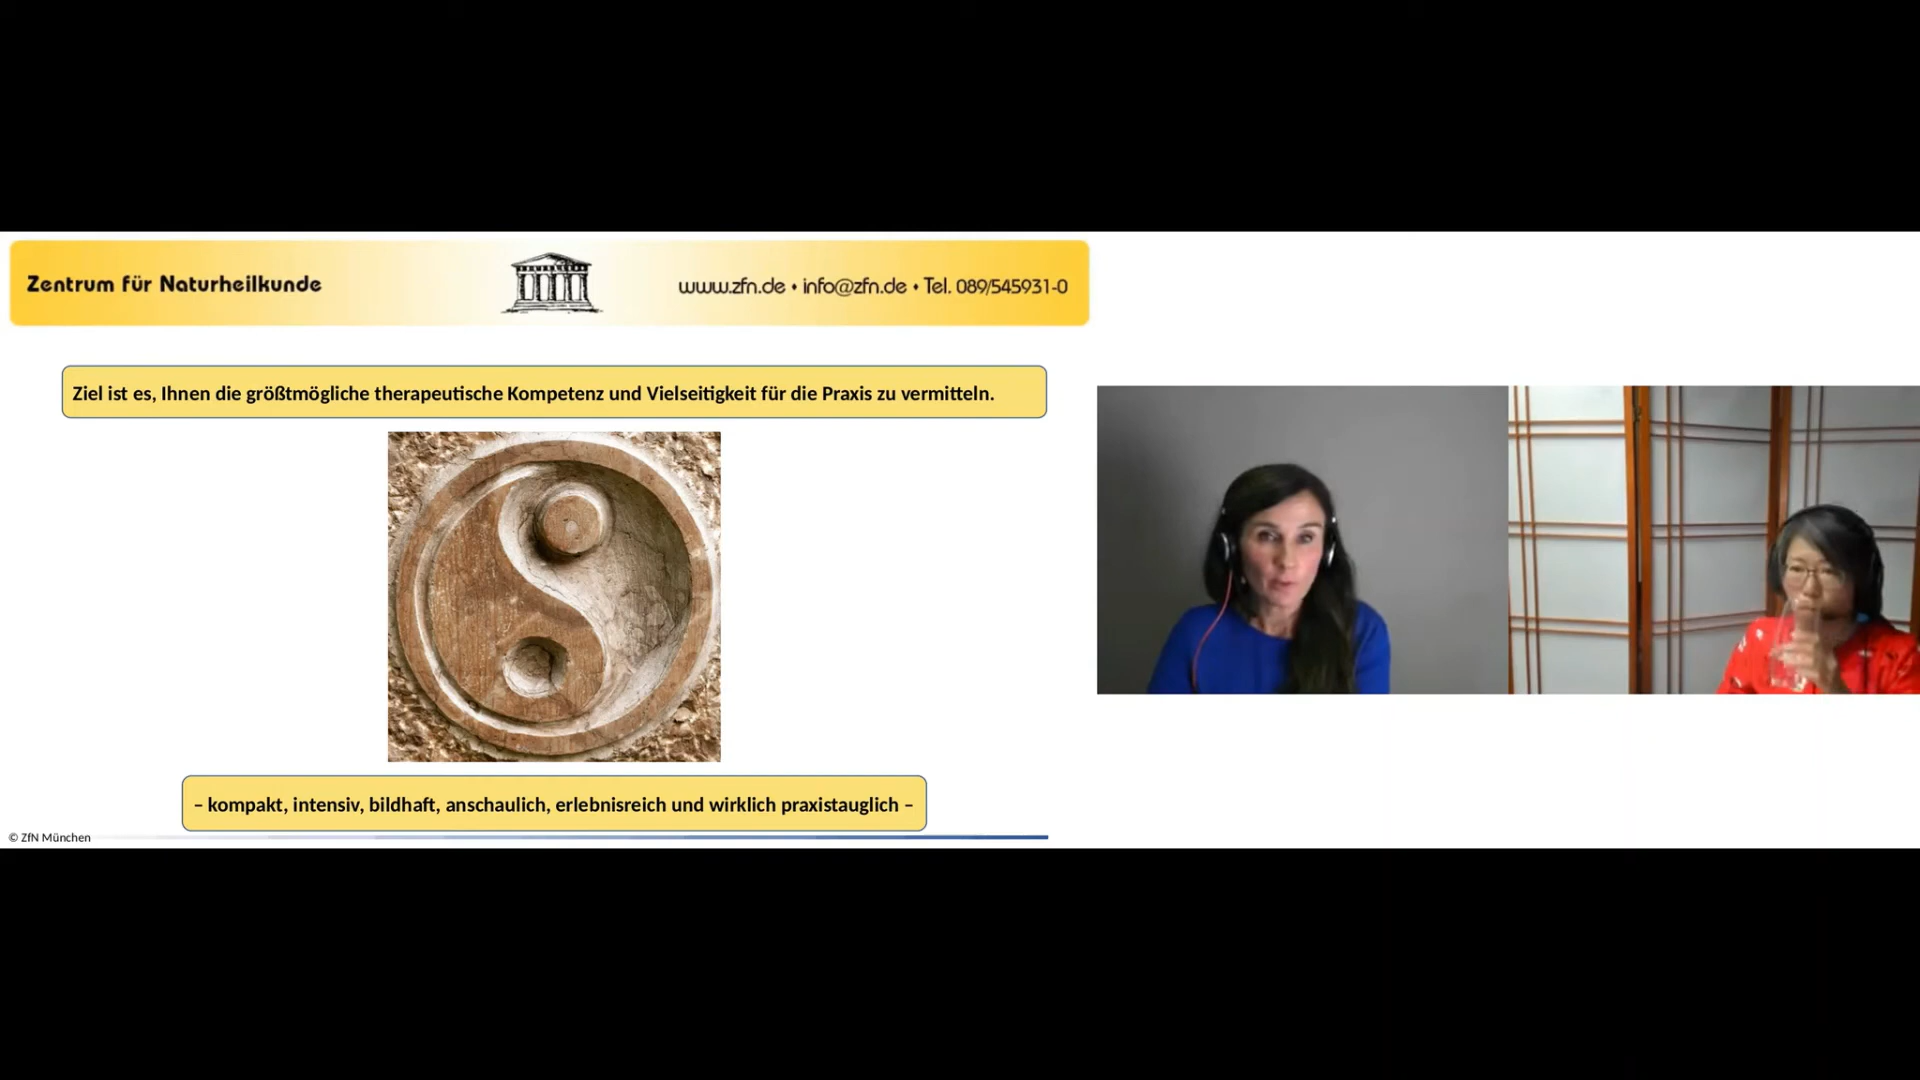 Zentrum für Naturheilkunde
www.zfn.de • info@zfn.de • Tel. 089/545931-0
Ziel ist es, Ihnen die größtmögliche therapeutische Kompetenz und Vielseitigkeit für die Praxis zu vermitteln.
– kompakt, intensiv, bildhaft, anschaulich, erlebnisreich und wirklich praxistauglich –
© ZfN München